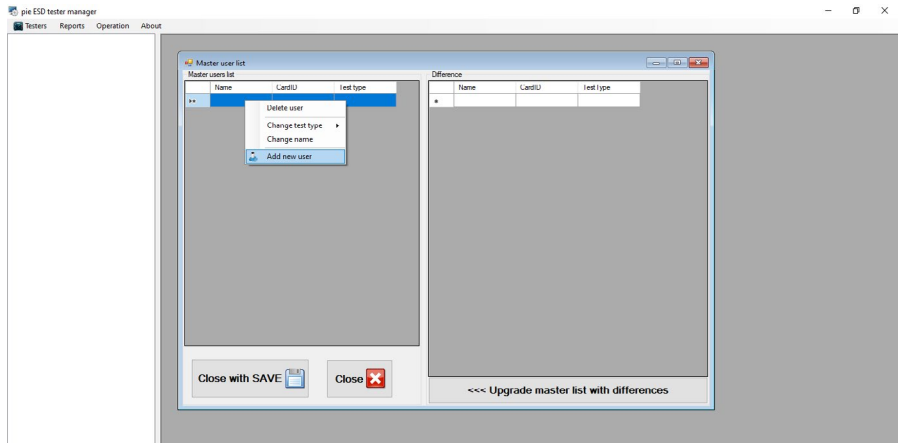 pie ESD tester manager
Testers Reports Operation About
Master user list
Master users list
Difference
Name CardID Test type
Name CardID Test Type
Delete user
Change test type
Change name
Add new user
Close with SAVE
Close
<<< Upgrade master list with differences